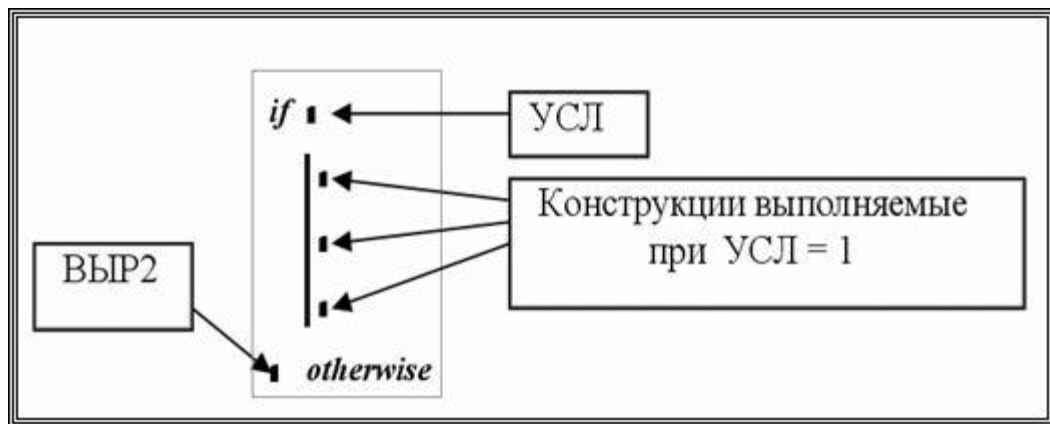 if
УСЛ
Конструкции выполняемые
при УСЛ = 1
ВЫР2
otherwise